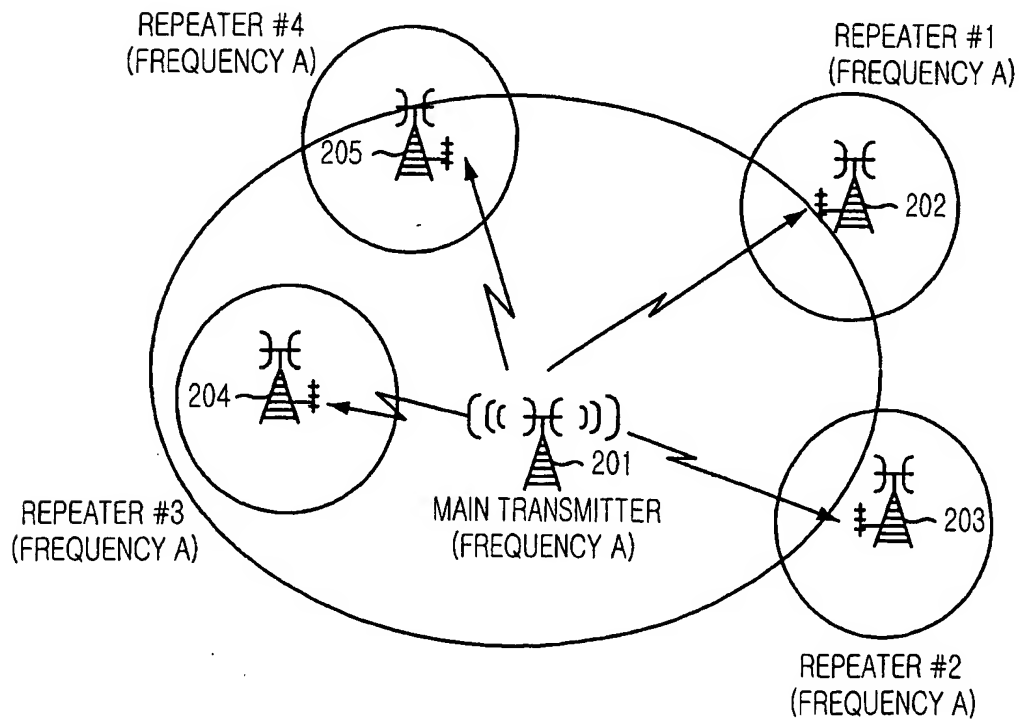 REPEATER #4
(FREQUENCY A)
REPEATER #1
(FREQUENCY A)
205
202
204
201
MAIN TRANSMITTER
(FREQUENCY A)
203
REPEATER #3
(FREQUENCY A)
REPEATER #2
(FREQUENCY A)